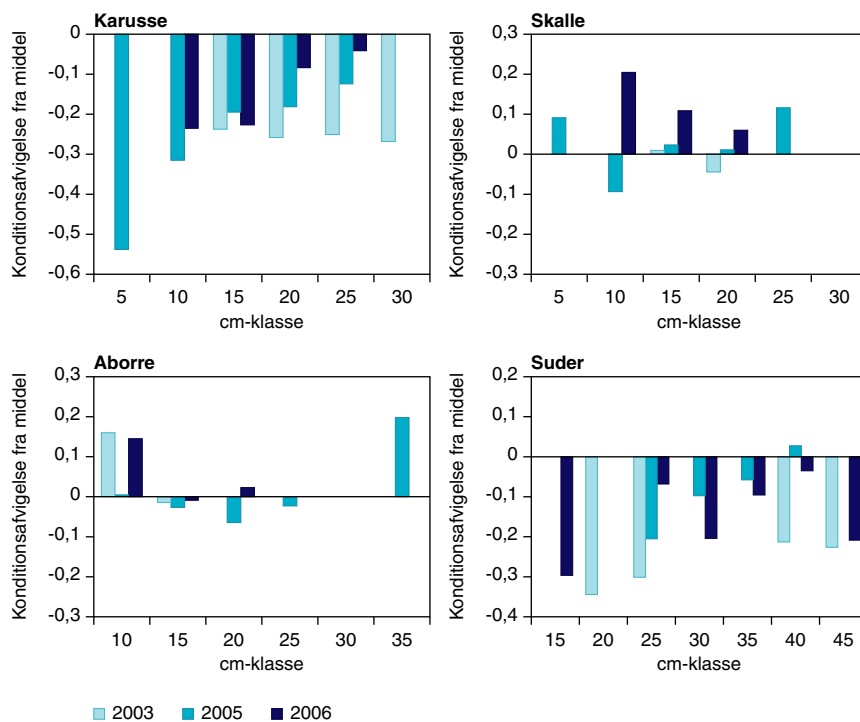 Karusse
Konditionsafvigelse fra middel
0
-0,1
-0,2
-0,3
-0,4
-0,5
-0,6
5 10 15 20 25 30
cm-klasse
Skalle
Konditionsafvigelse fra middel
0,3
0,2
0,1
0
-0,1
-0,2
-0,3
5 10 15 20 25 30
cm-klasse
Aborre
Konditionsafvigelse fra middel
0,3
0,2
0,1
0
-0,1
-0,2
-0,3
10 15 20 25 30 35
cm-klasse
Suder
Konditionsafvigelse fra middel
0,2
0,1
0
-0,1
-0,2
-0,3
-0,4
15 20 25 30 35 40 45
cm-klasse
2003 2005 2006